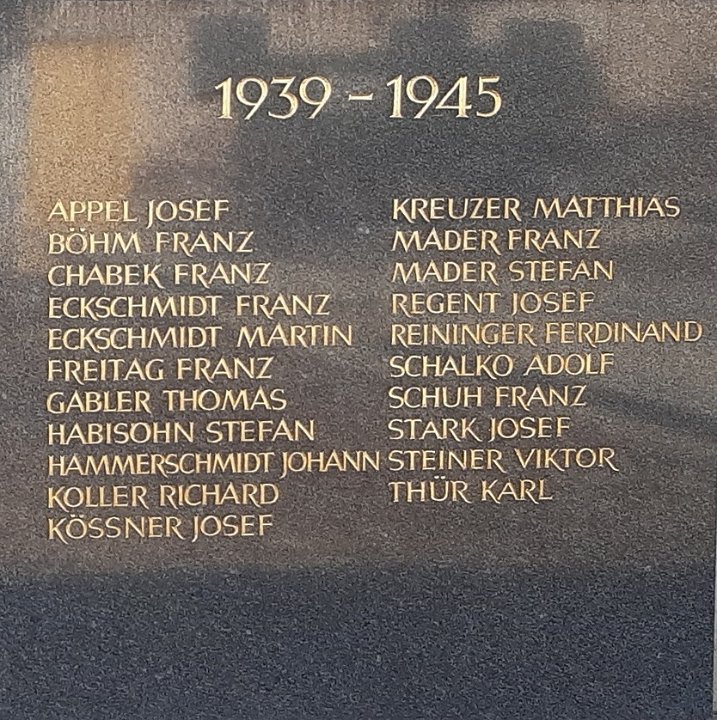 1939 – 1945
APPEL JOSEF
BÖHM FRANZ
CHABEK FRANZ
ECKSCHMIDT FRANZ
ECKSCHMIDT MARTIN
FREITAG FRANZ
GABLER THOMAS
HABISOHN STEFAN
HAMMERSCHMIDT JOHANN
KOLLER RICHARD
KÖSSNER JOSEF
KREUZER MATTHIAS
MADER FRANZ
MADER STEFAN
REGENT JOSEF
REININGER FERDINAND
SCHALKO ADOLF
SCHUH FRANZ
STARK JOSEF
STEINER VIKTOR
THÜR KARL